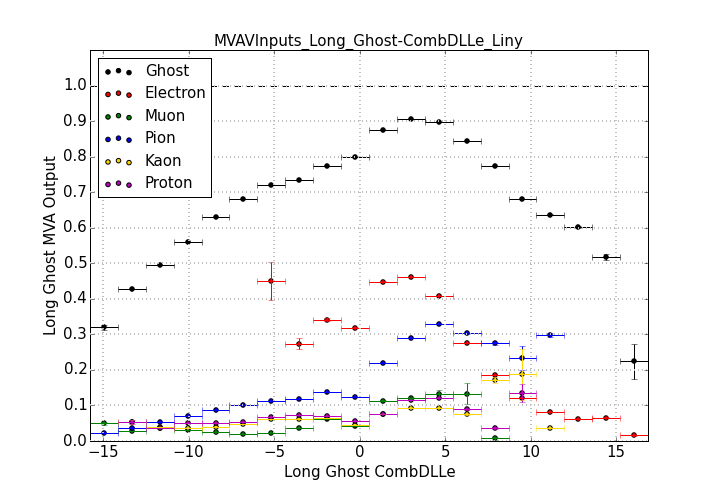 MVAVInputs_Long_Ghost-CombDLLe_Liny
Ghost
Electron
Muon
Pion
Kaon
Proton
Long Ghost MVA Output
1.0
0.9
0.8
0.7
0.6
0.5
0.4
0.3
0.2
0.1
0.0
−15 −10 −5 0 5 10 15
Long Ghost CombDLLe